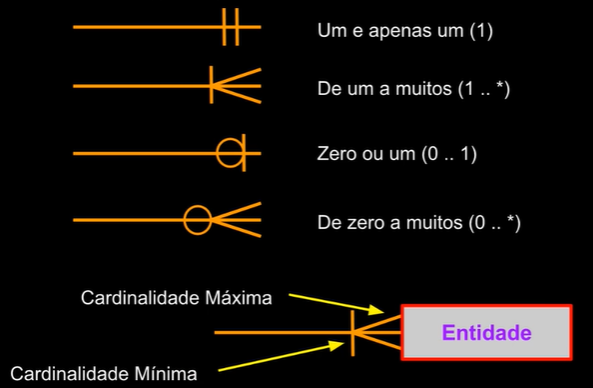 Um e apenas um (1)
De um a muitos (1 .. *)
Zero ou um (0 .. 1)
De zero a muitos (0 .. *)
Cardinalidade Máxima
Entidade
Cardinalidade Mínima